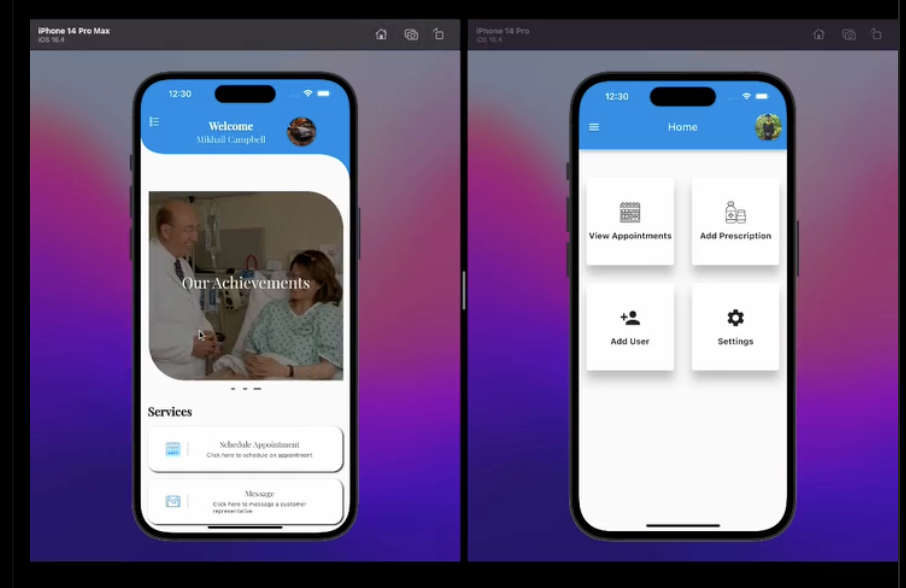 iPhone 14 Pro Max
iOS 16.4
12:30
Welcome
Mikhail Campbell
Our Achievements
Services
Schedule Appointment
Click here to schedule an appointment
Message
Click here to message a customer
representative
iPhone 14 Pro
iOS 16.4
12:30
Home
View Appointments
Add Prescription
Add User
Settings